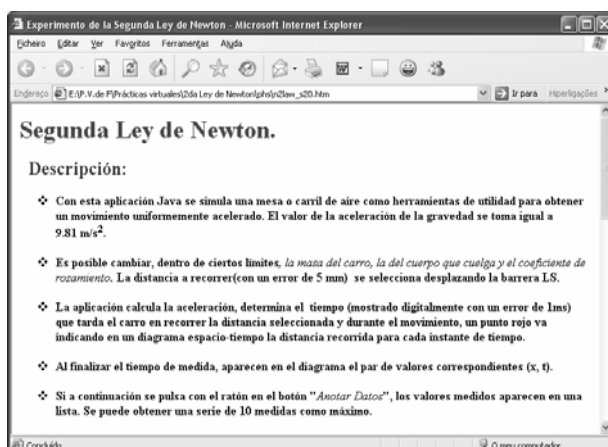 Experimento de la Segunda Ley de Newton - Microsoft Internet Explorer
Ficheiro Editar Ver Favoritos Ferramentas Ajuda
Endereço E:\P.V.de F\Prácticas virtuales\2da Ley de Newton\phs\n2law_s20.htm Ir para Hiperligações
Segunda Ley de Newton.
Descripción:
Con esta aplicación Java se simula una mesa o carril de aire como herramientas de utilidad para obtener
un movimiento uniformemente acelerado. El valor de la aceleración de la gravedad se toma igual a
9.81 m/s².
Es posible cambiar, dentro de ciertos limites, la masa del carro, la del cuerpo que cuelga y el coeficiente de
rozamiento. La distancia a recorrer(con un error de 5 mm) se selecciona desplazando la barrera LS.
La aplicación calcula la aceleración, determina el tiempo (mostrado digitalmente con un error de 1ms)
que tarda el carro en recorrer la distancia seleccionada y durante el movimiento, un punto rojo va
indicando en un diagrama espacio-tiempo la distancia recorrida para cada instante de tiempo.
Al finalizar el tiempo de medida, aparecen en el diagrama el par de valores correspondientes (x, t).
Si a continuación se pulsa con el ratón en el botón "Anotar Datos", los valores medidos aparecen en una
lista. Se puede obtener una serie de 10 medidas como máximo.
Concluído O meu computador